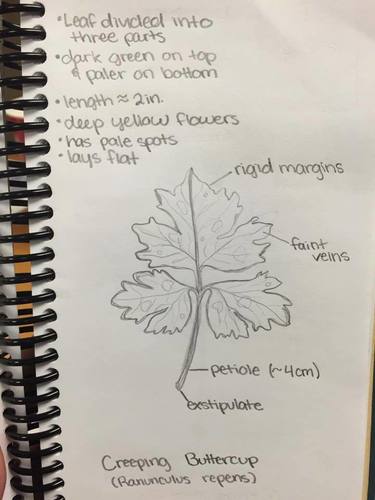 • Leaf divided into
three parts
• dark green on top
& paler on bottom
• length ≈ 2in.
• deep yellow flowers
• has pale spots
• lays flat
rigid margins
faint
veins
petiole (~4cm)
exstipulate
Creeping Buttercup
(Ranunculus repens)